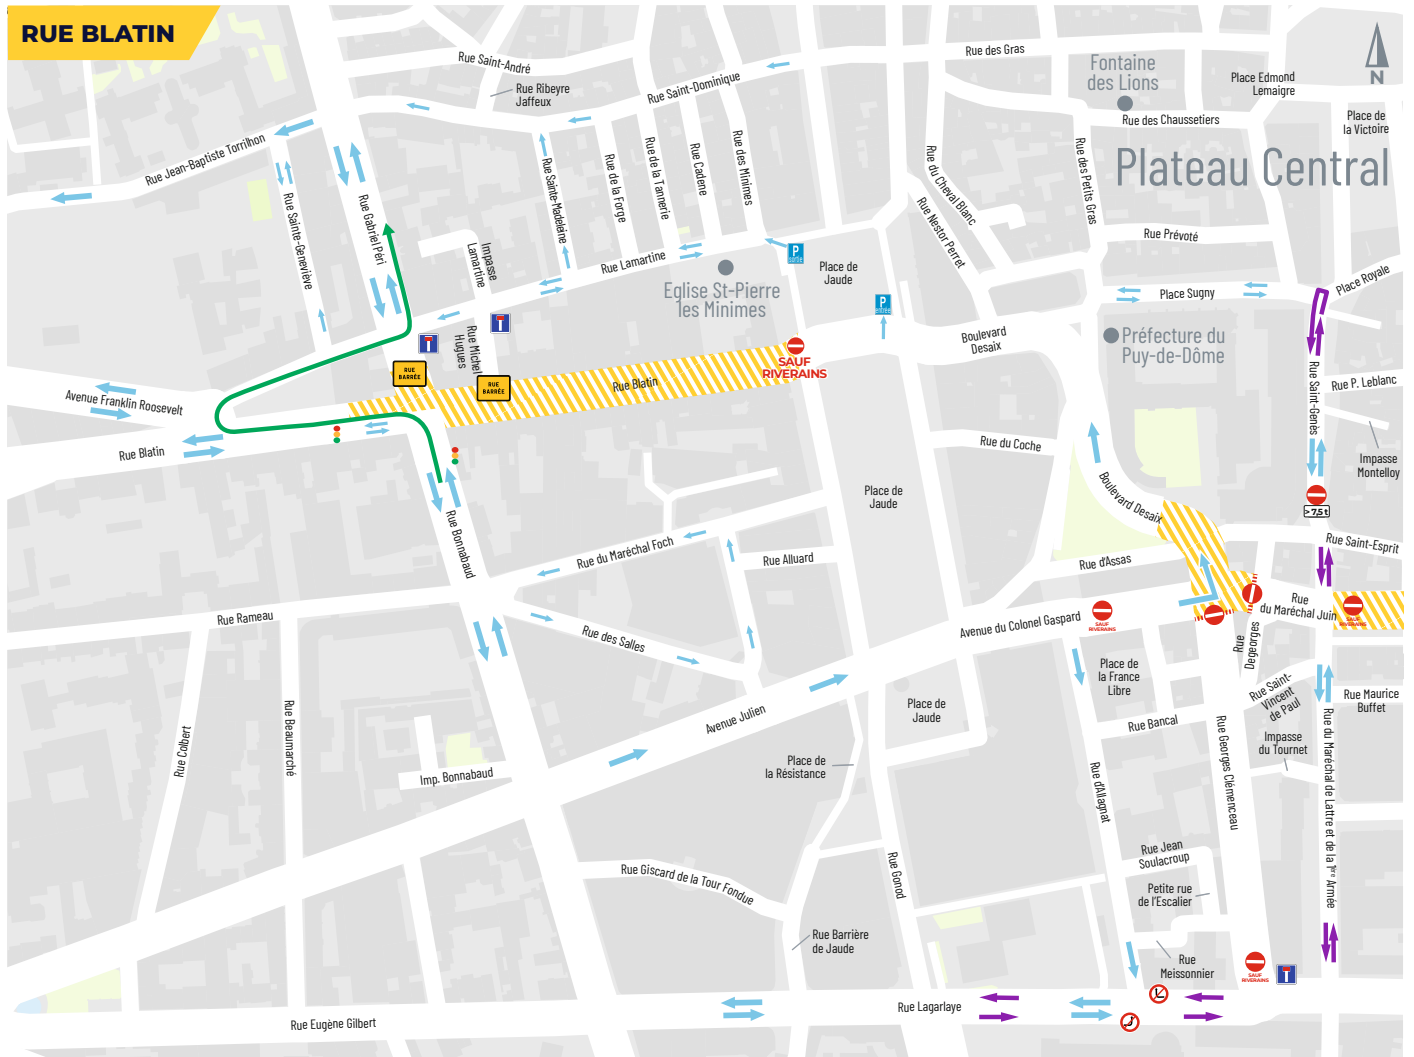 RUE BLATIN
Rue Saint-André
Rue Ribeyre
Jaffeux
Rue Saint-Dominique
Rue des Gras
Fontaine
des Lions
Place Edmond
Lemaigre
N
Rue des Chaussetiers
Place de
la Victoire
Plateau Central
Rue Jean-Baptiste Torrilhon
Rue Sainte-Geneviève
Rue Gabriel Péri
Rue Sainte-Madeleine
Rue de la Forge
Rue de la Tannerie
Rue Cadene
Rue des Minimes
Rue du Cheval Blanc
Rue Nestor Perret
Rue des Petits Gras
Rue Prévoté
Impasse
Lamartine
Rue Lamartine
P
sortie
Place de
Jaude
Eglise St-Pierre
les Minimes
P
entrée
Place Sugny
Place Royale
Boulevard
Desaix
Préfecture du
Puy-de-Dôme
Rue Michel
Hugues
SAUF
RIVERAINS
RUE
BARRÉE
RUE
BARRÉE
Rue Blatin
Rue Saint-Genès
Rue P. Leblanc
Avenue Franklin Roosevelt
Rue Blatin
Rue du Coche
Impasse
Montelloy
Place de
Jaude
Boulevard Desaix
>7,5t
Rue Bonnabaud
Rue du Maréchal Foch
Rue Alluard
Rue d'Assas
Rue Saint-Esprit
Rue Rameau
Rue des Salles
Avenue du Colonel Gaspard
SAUF
RIVERAINS
Rue
du Maréchal Juin
SAUF
RIVERAINS
Rue
Degeorges
Place de
la France
Libre
Rue Saint-
Vincent
de Paul
Rue Maurice
Buffet
Rue Colbert
Rue Beaumarché
Avenue Julien
Place de
Jaude
Rue Bancal
Impasse
du Tournet
Imp. Bonnabaud
Place de
la Résistance
Rue d'Allagnat
Rue Georges Clémenceau
Rue du Maréchal de Lattre et de la 1ère Armée
Rue Jean
Soulacroup
Rue Giscard de la Tour Fondue
Rue Gonod
Petite rue
de l'Escalier
Rue Barrière
de Jaude
Rue
Meissonnier
SAUF
RIVERAINS
Rue Lagarlaye
Rue Eugène Gilbert